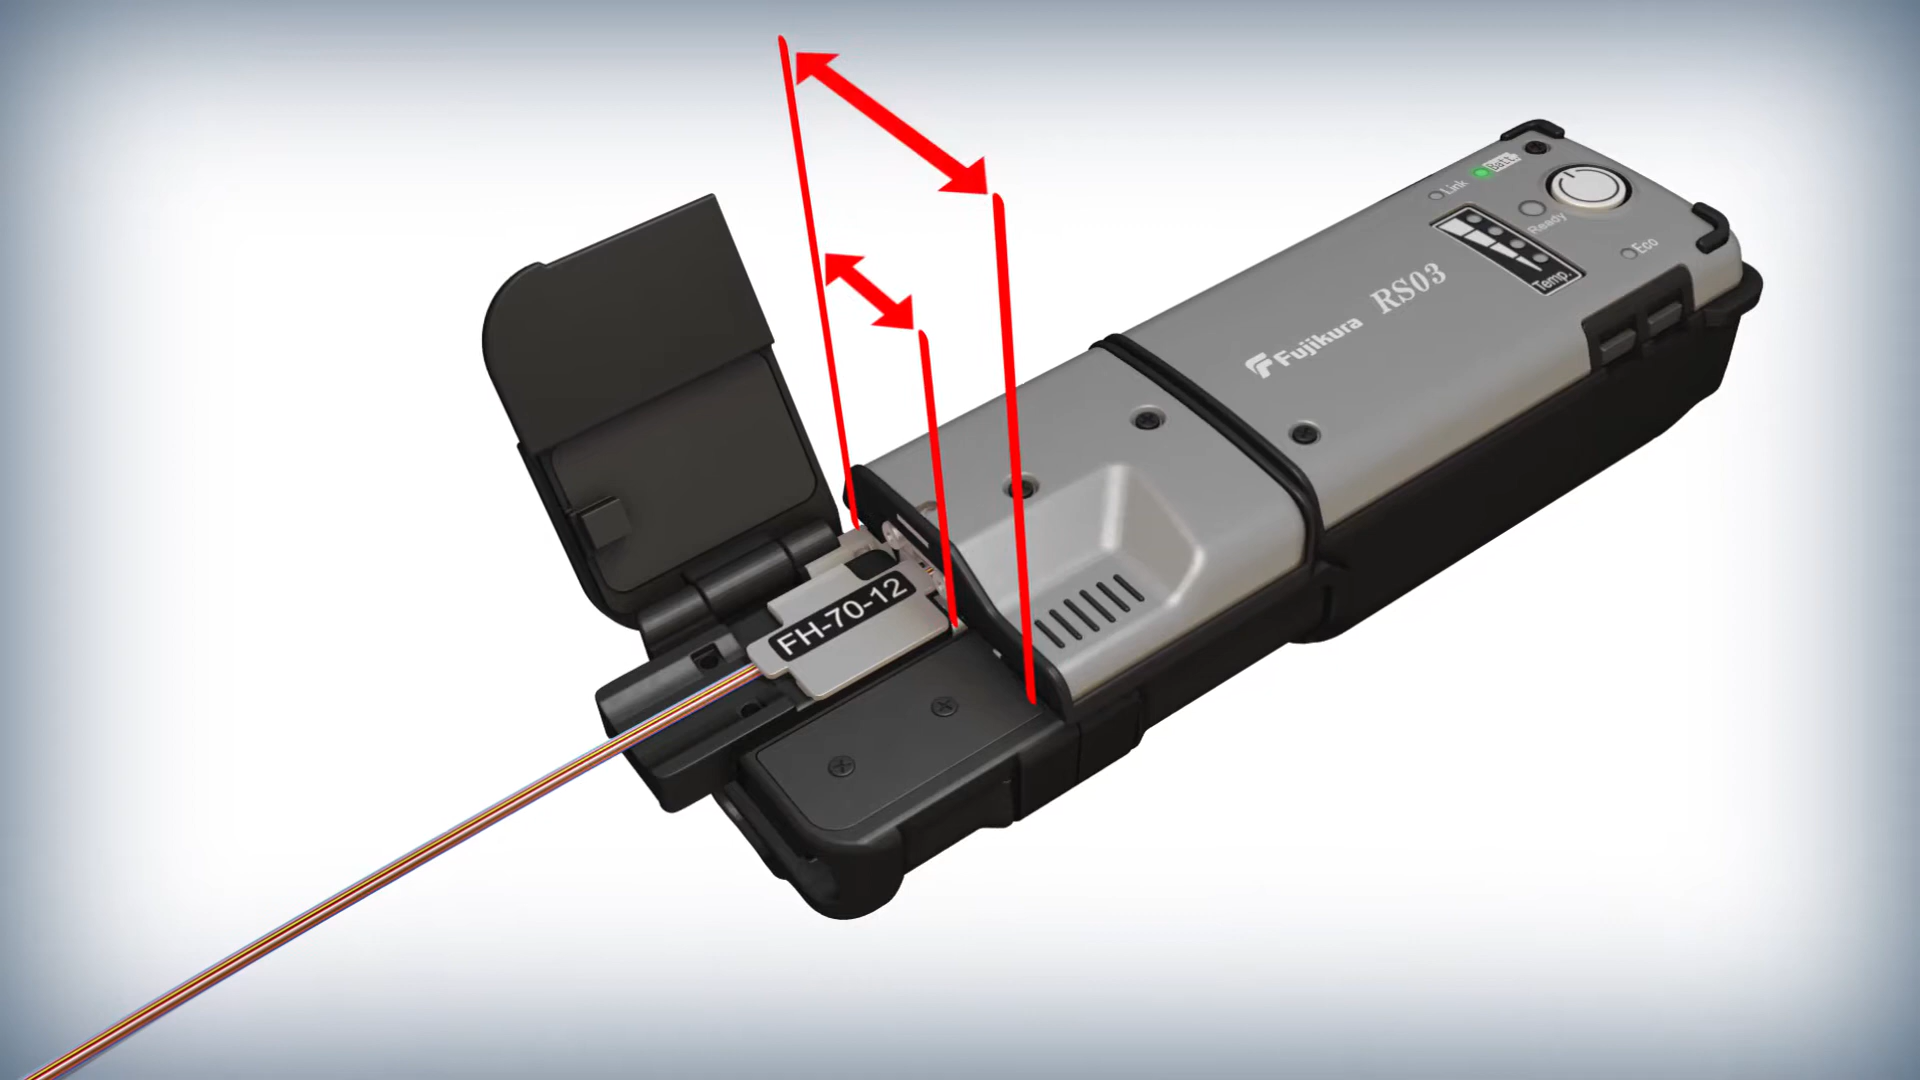 Batt.
Link
Ready
Eco
Temp.
RS03
Fujikura
FH-70-12